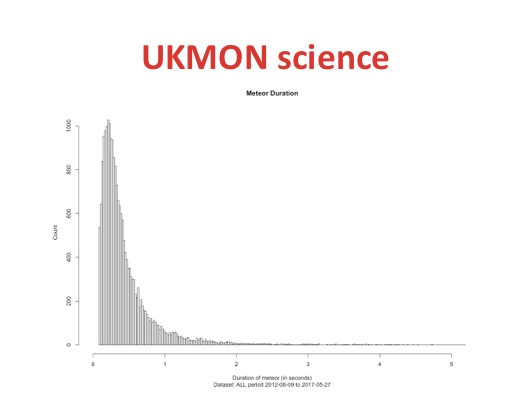 UKMON science
Meteor Duration
1000
800
600
400
200
0
Count
0 1 2 3 4 5
Duration of meteor (in seconds)
Dataset: ALL period 2012-08-09 to 2017-05-27